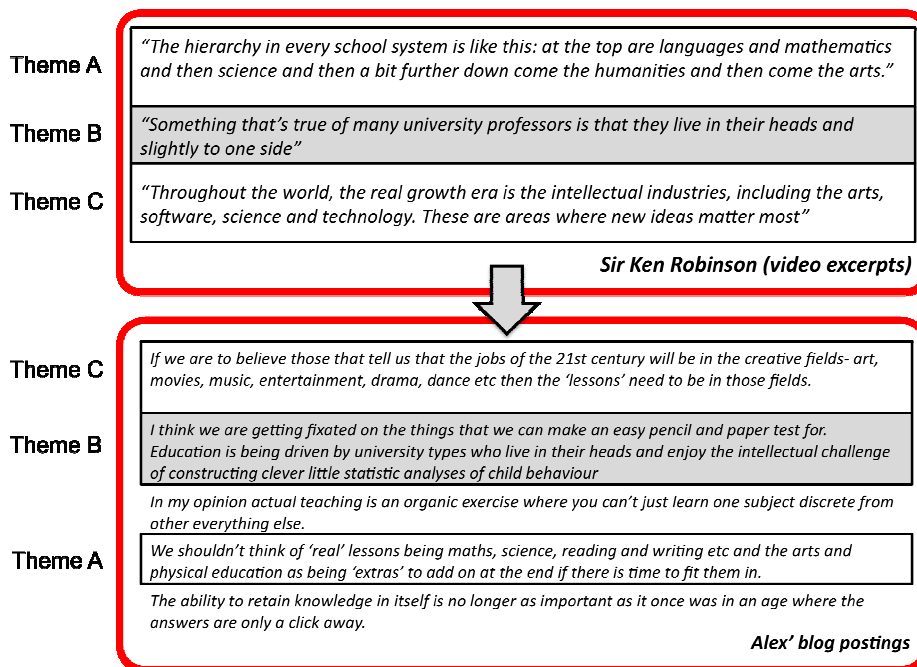 Theme A
“The hierarchy in every school system is like this: at the top are languages and mathematics
and then science and then a bit further down come the humanities and then come the arts.”
Theme B
“Something that’s true of many university professors is that they live in their heads and
slightly to one side”
Theme C
“Throughout the world, the real growth era is the intellectual industries, including the arts,
software, science and technology. These are areas where new ideas matter most”
Sir Ken Robinson (video excerpts)
Theme C
If we are to believe those that tell us that the jobs of the 21st century will be in the creative fields- art,
movies, music, entertainment, drama, dance etc then the ‘lessons’ need to be in those fields.
Theme B
I think we are getting fixated on the things that we can make an easy pencil and paper test for.
Education is being driven by university types who live in their heads and enjoy the intellectual challenge
of constructing clever little statistic analyses of child behaviour
In my opinion actual teaching is an organic exercise where you can’t just learn one subject discrete from
other everything else.
Theme A
We shouldn’t think of ‘real’ lessons being maths, science, reading and writing etc and the arts and
physical education as being ‘extras’ to add on at the end if there is time to fit them in.
The ability to retain knowledge in itself is no longer as important as it once was in an age where the
answers are only a click away.
Alex’ blog postings